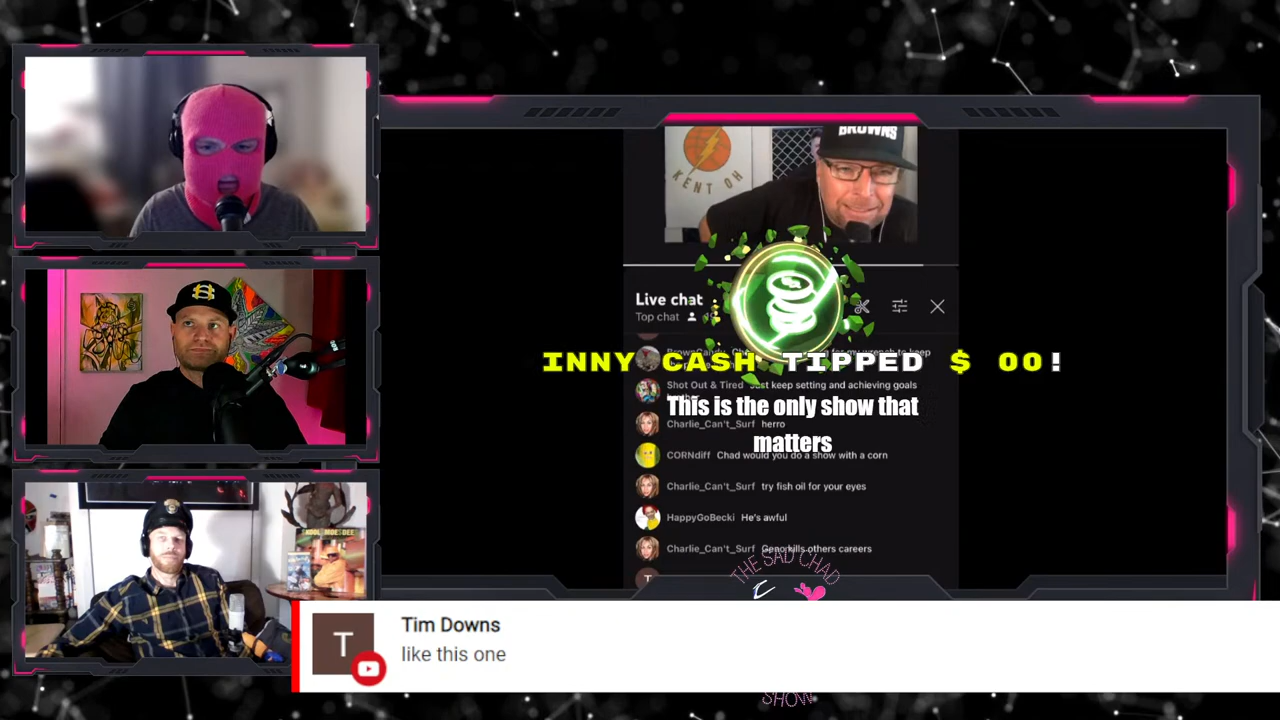 BROWNS
KENT OH
Live chat
Top chat
INNY CASH TIPPED $ 00!
Shot Out & Tired Just keep setting and achieving goals
This is the only show that
matters
Charlie_Can't_Surf herro
CORNdiff Chad would you do a show with a corn
Charlie_Can't_Surf try fish oil for your eyes
HappyGoBecki He's awful
Charlie_Can't_Surf Geno kills others careers
KOOL MOE DEE
THE SAD CHAD
SHOW
T
Tim Downs
like this one